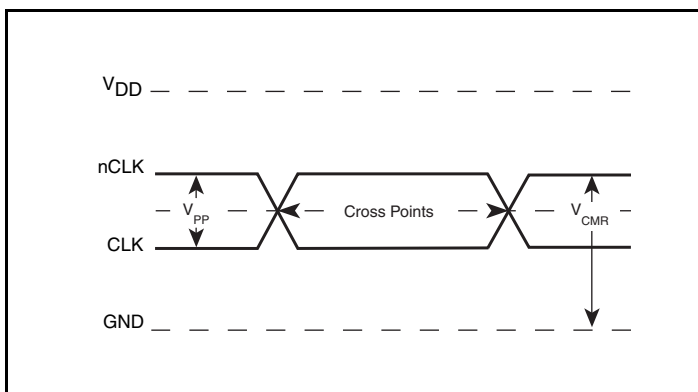 VDD
nCLK
VPP
Cross Points
VCMR
CLK
GND